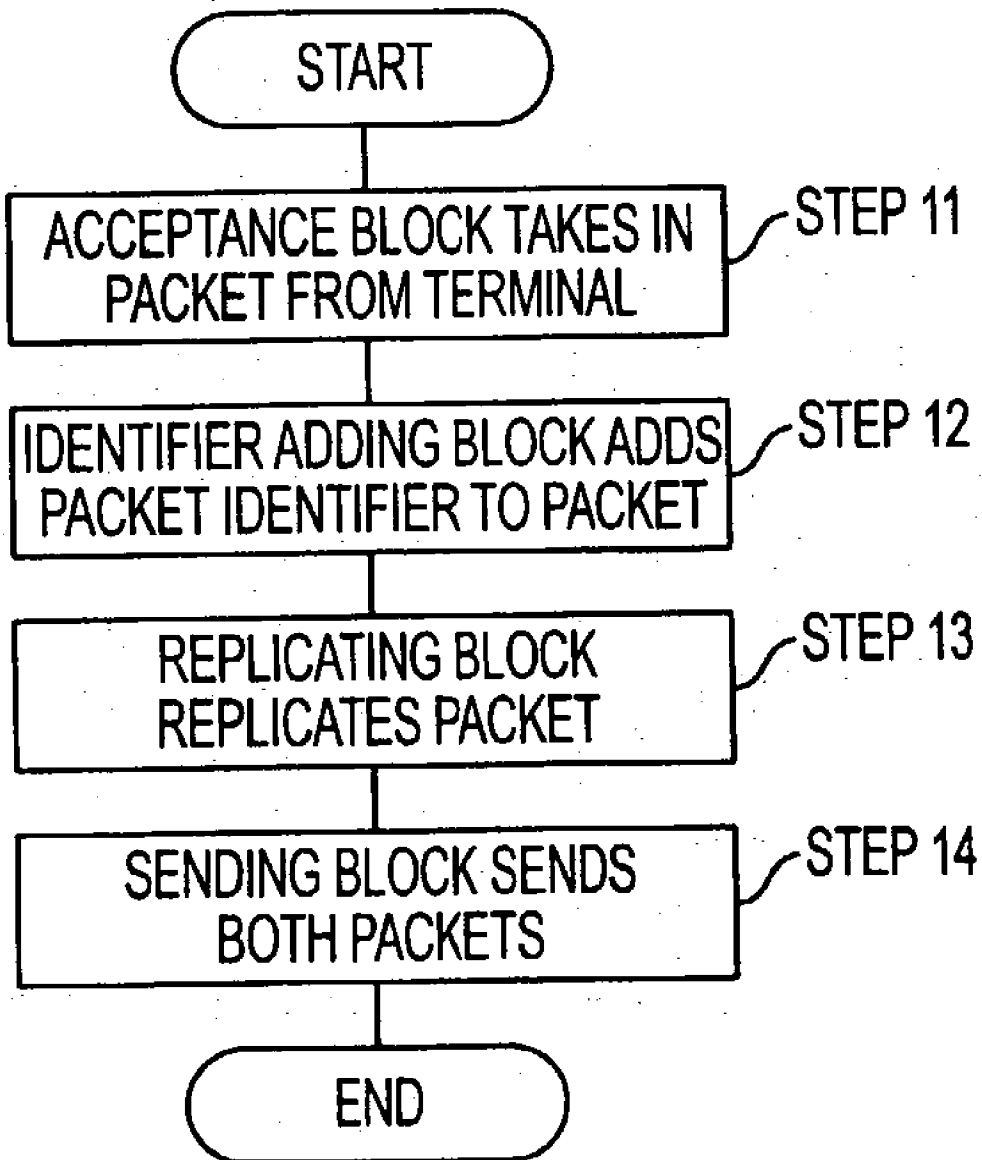 START
ACCEPTANCE BLOCK TAKES IN
PACKET FROM TERMINAL
STEP 11
IDENTIFIER ADDING BLOCK ADDS
PACKET IDENTIFIER TO PACKET
STEP 12
REPLICATING BLOCK
REPLICATES PACKET
STEP 13
SENDING BLOCK SENDS
BOTH PACKETS
STEP 14
END